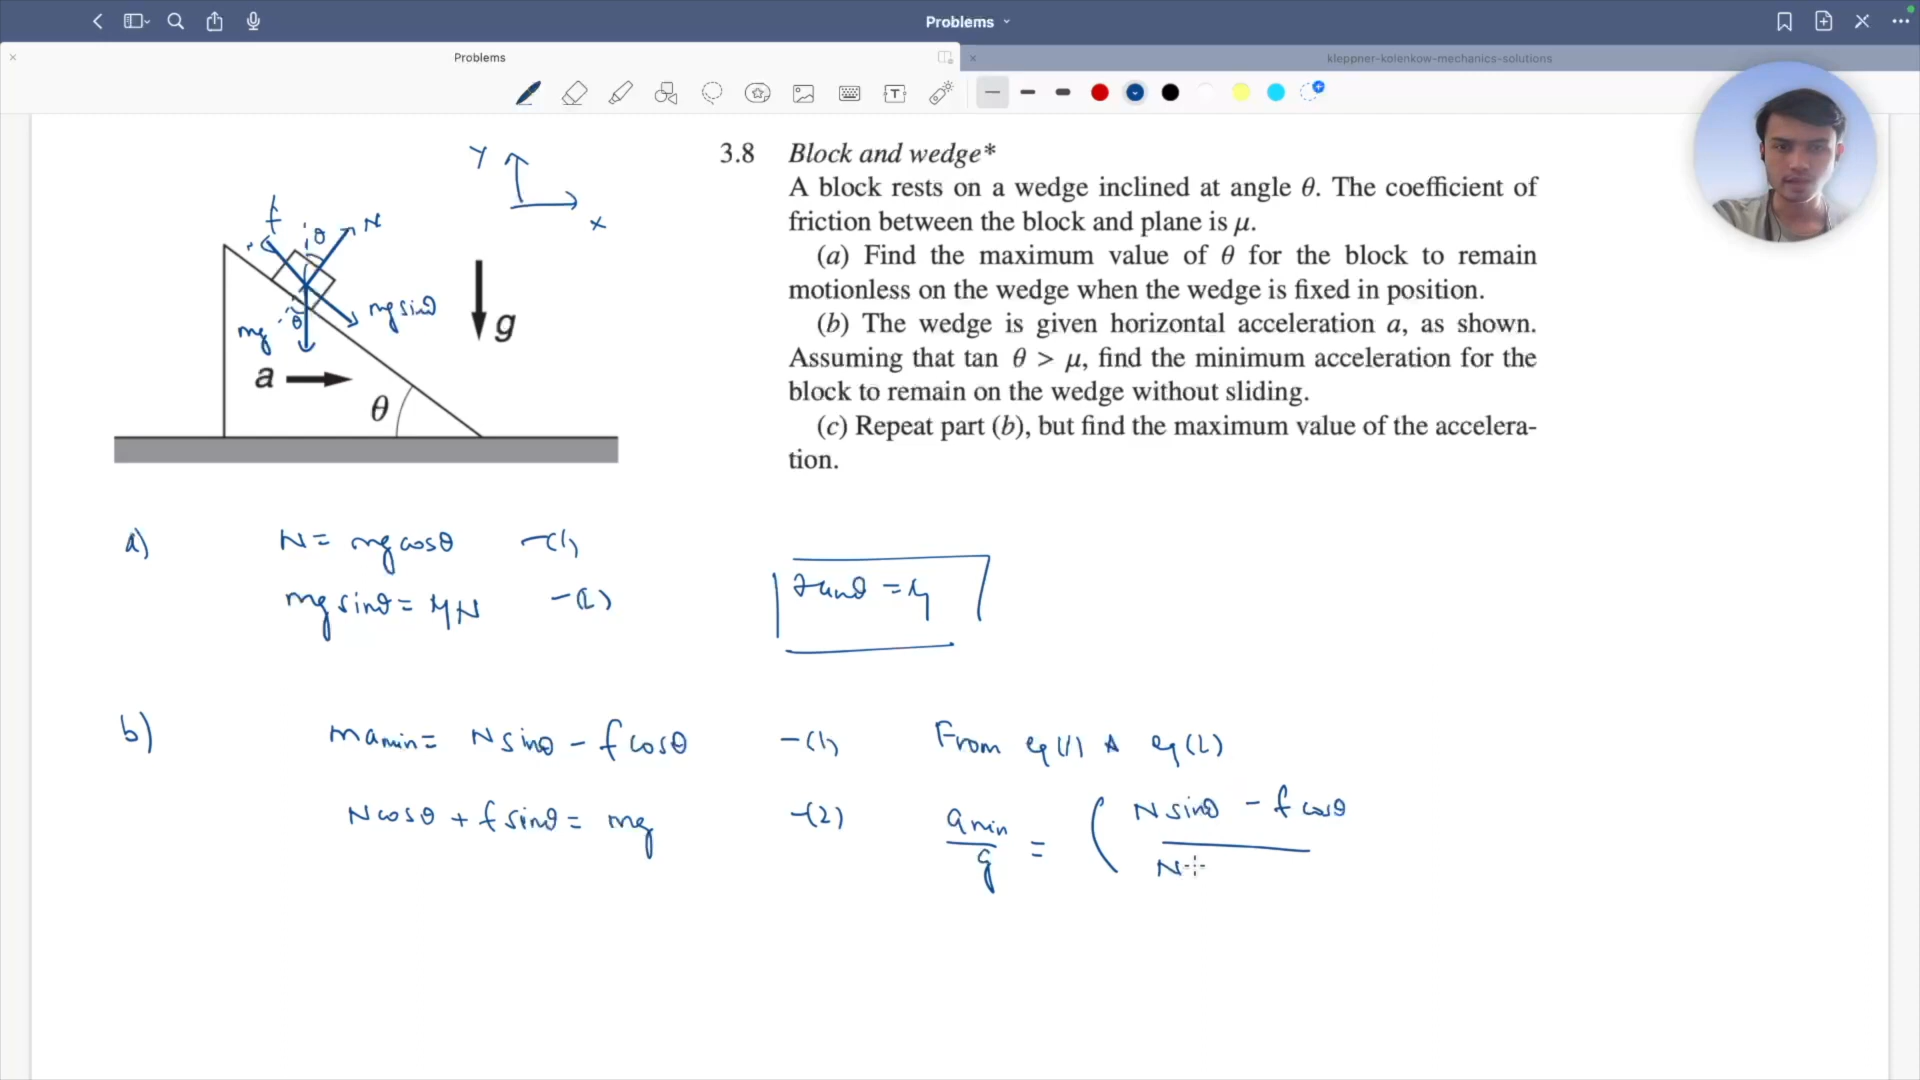 Problems
Problems
kleppner-kolenkow-mechanics-solutions
Y
x
f
θ
N
mg sinθ
mg
θ
g
a
θ
3.8 Block and wedge*
A block rests on a wedge inclined at angle θ. The coefficient of
friction between the block and plane is μ.
(a) Find the maximum value of θ for the block to remain
motionless on the wedge when the wedge is fixed in position.
(b) The wedge is given horizontal acceleration a, as shown.
Assuming that tan θ > μ, find the minimum acceleration for the
block to remain on the wedge without sliding.
(c) Repeat part (b), but find the maximum value of the accelera-
tion.
a) N = mg cosθ —(1)
mg sinθ = μN —(2)
tanθ = μ
b) mamin = N sinθ - f cosθ —(1)
N cosθ + f sinθ = mg —(2)
From eq(1) & eq(2)
amin/g = ( N sinθ - f cosθ
N